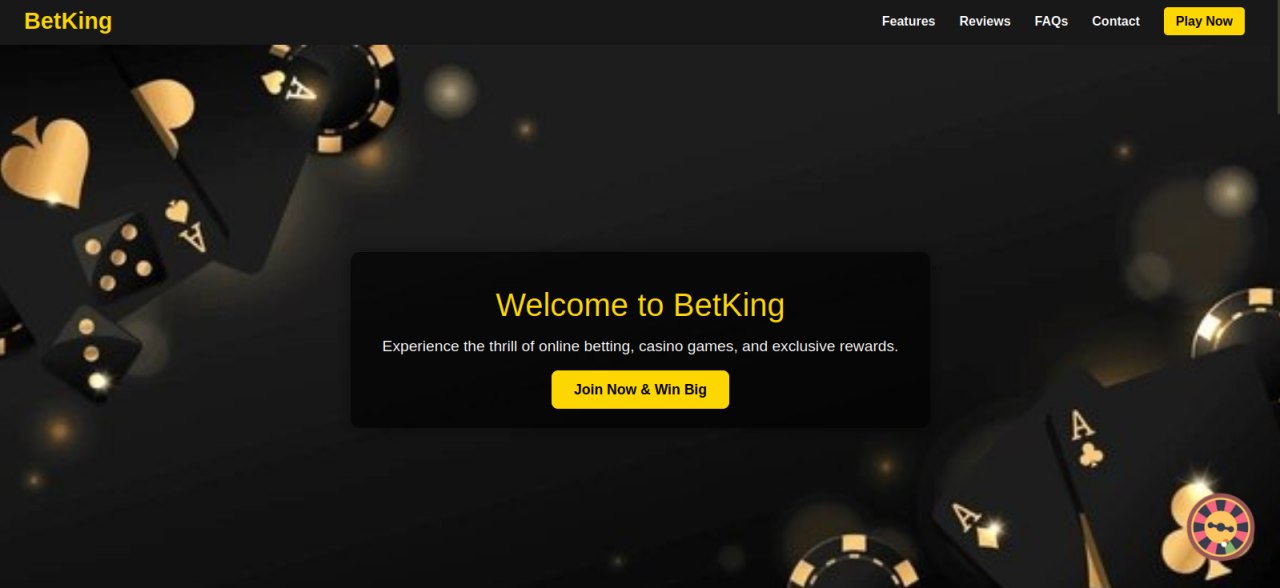 BetKing
Features Reviews FAQs Contact Play Now
A
A
Welcome to BetKing
Experience the thrill of online betting, casino games, and exclusive rewards.
Join Now & Win Big
A
A